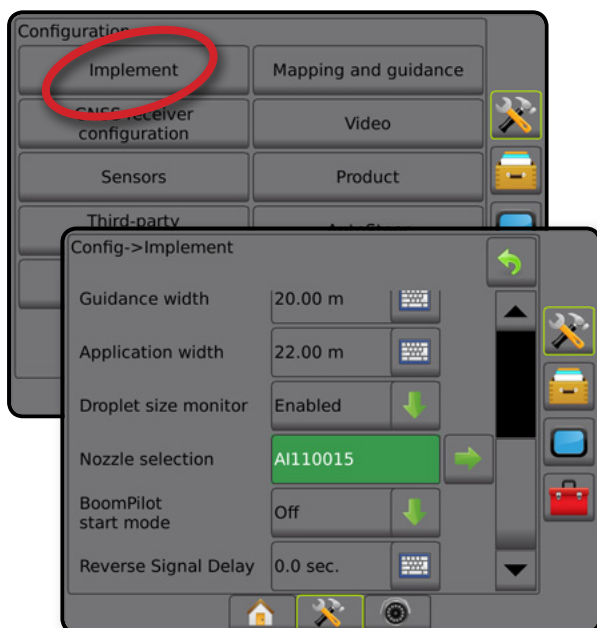 Configuration
Implement
Mapping and guidance
GNSS receiver
configuration
Video
Sensors
Product
Third-party
Config->Implement
Guidance width
20.00 m
Application width
22.00 m
Droplet size monitor
Enabled
Nozzle selection
AI110015
BoomPilot
start mode
Off
Reverse Signal Delay
0.0 sec.